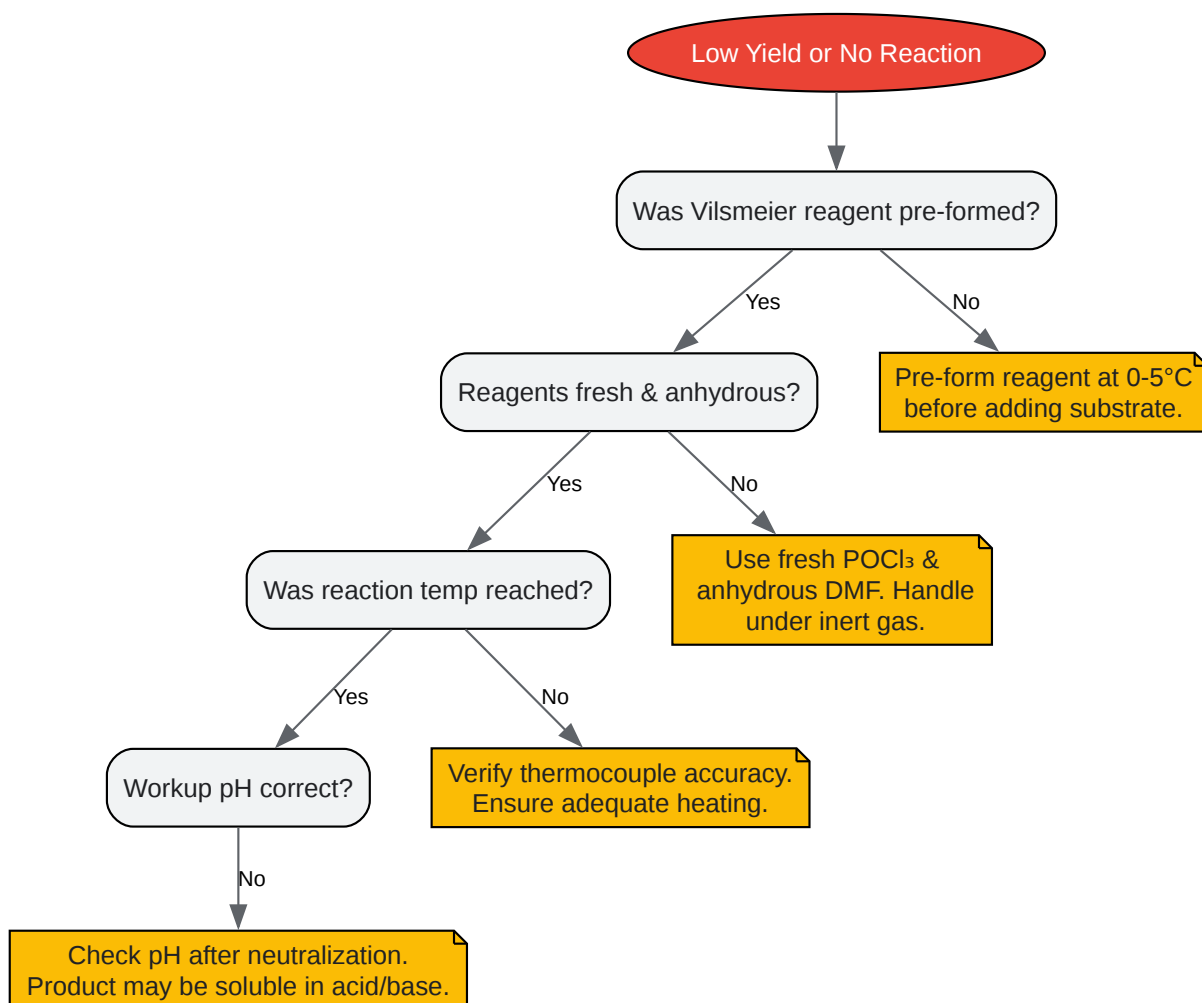 Low Yield or No Reaction
Was Vilsmeier reagent pre-formed?
Yes
No
Reagents fresh & anhydrous?
Pre-form reagent at 0-5°C
before adding substrate.
Yes
No
Was reaction temp reached?
Use fresh POCl₃ &
anhydrous DMF. Handle
under inert gas.
Yes
No
Workup pH correct?
Verify thermocouple accuracy.
Ensure adequate heating.
No
Check pH after neutralization.
Product may be soluble in acid/base.